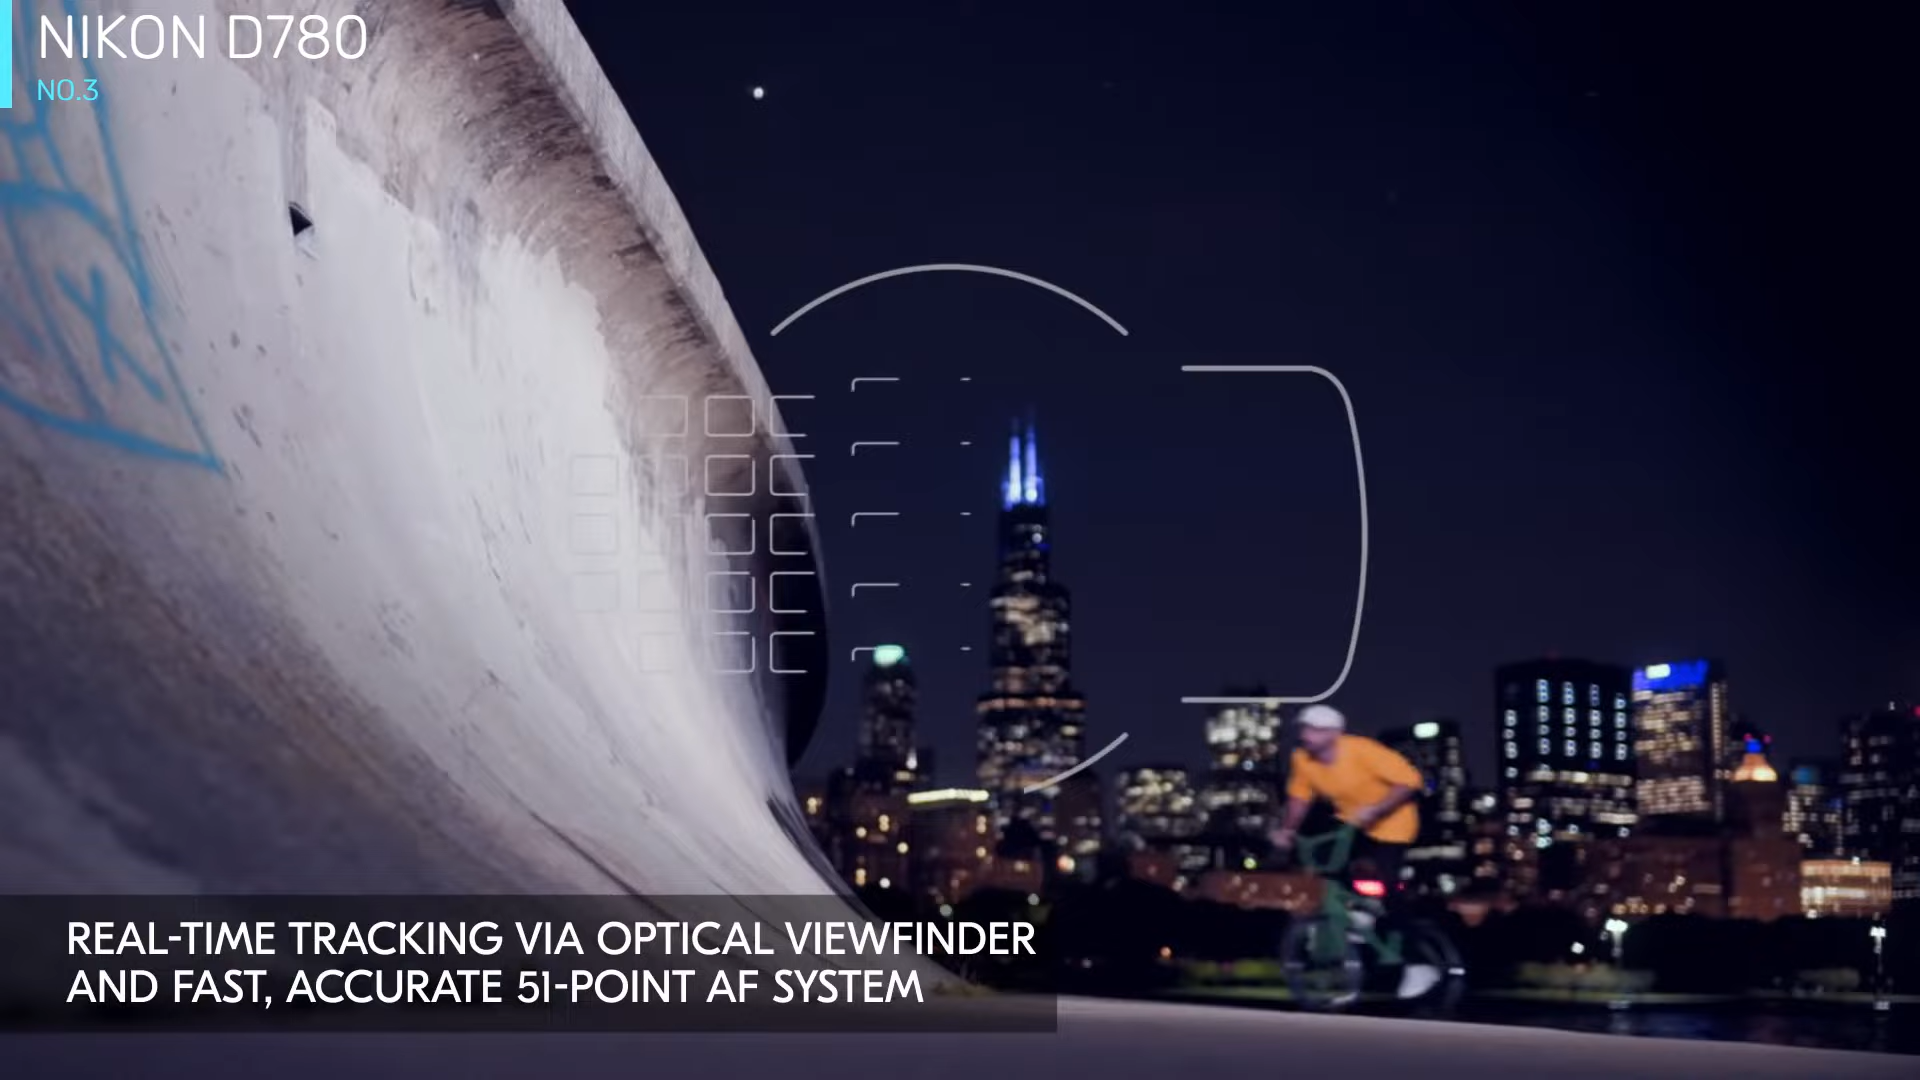 NIKON D780
NO.3
REAL-TIME TRACKING VIA OPTICAL VIEWFINDER
AND FAST, ACCURATE 51-POINT AF SYSTEM